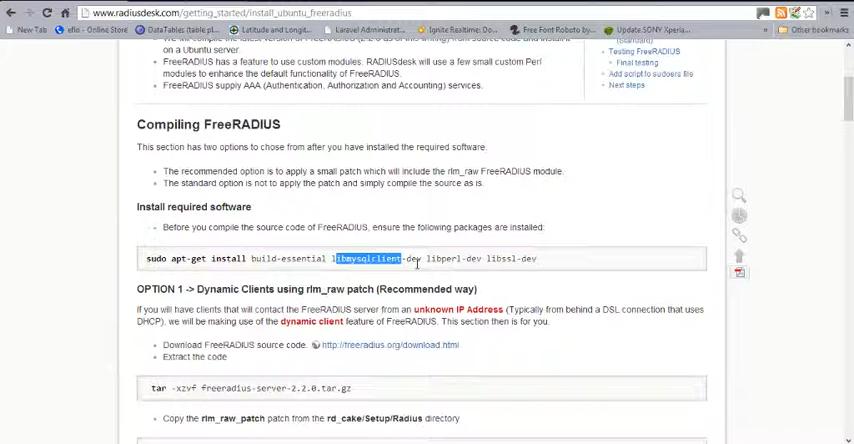 www.radiusdesk.com/getting_started/install_ubuntu_freeradius
New Tab efio - Online Store DataTables (table pl Latitude and Longit Laravel Administrat Ignite Realtime: Do Free Font Roboto by Update.SONY Xperia Other bookmarks
on a Ubuntu server.
FreeRADIUS has a feature to use custom modules. RADIUSdesk will use a few small custom Perl
modules to enhance the default functionality of FreeRADIUS.
FreeRADIUS supply AAA (Authentication, Authorization and Accounting) services.
(Standard)
Testing FreeRADIUS
Final testing
Add script to sudoers file
Next steps
Compiling FreeRADIUS
This section has two options to chose from after you have installed the required software.
The recommended option is to apply a small patch which will include the rlm_raw FreeRADIUS module.
The standard option is not to apply the patch and simply compile the source as is.
Install required software
Before you compile the source code of FreeRADIUS, ensure the following packages are installed:
sudo apt-get install build-essential libmysqlclient-dev libperl-dev libssl-dev
OPTION 1 -> Dynamic Clients using rlm_raw patch (Recommended way)
If you will have clients that will contact the FreeRADIUS server from an unknown IP Address (Typically from behind a DSL connection that uses
DHCP), we will be making use of the dynamic client feature of FreeRADIUS. This section then is for you.
Download FreeRADIUS source code. http://freeradius.org/download.html
Extract the code
tar -xzvf freeradius-server-2.2.0.tar.gz
Copy the rlm_raw_patch patch from the rd_cake/Setup/Radius directory